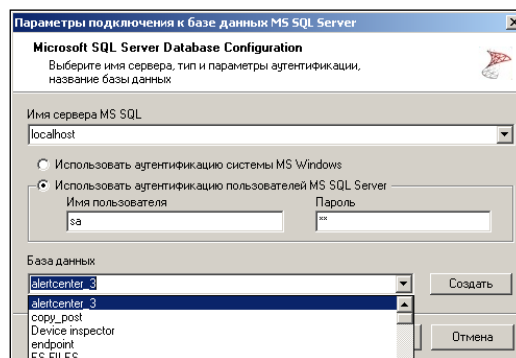 Параметры подключения к базе данных MS SQL Server
Microsoft SQL Server Database Configuration
Выберите имя сервера, тип и параметры аутентификации,
название базы данных
Имя сервера MS SQL
localhost
Использовать аутентификацию системы MS Windows
Использовать аутентификацию пользователей MS SQL Server
Имя пользователя
Пароль
sa
**
База данных
alertcenter_3
Создать
alertcenter_3
copy_post
Device inspector
endpoint
Отмена
ES FILES